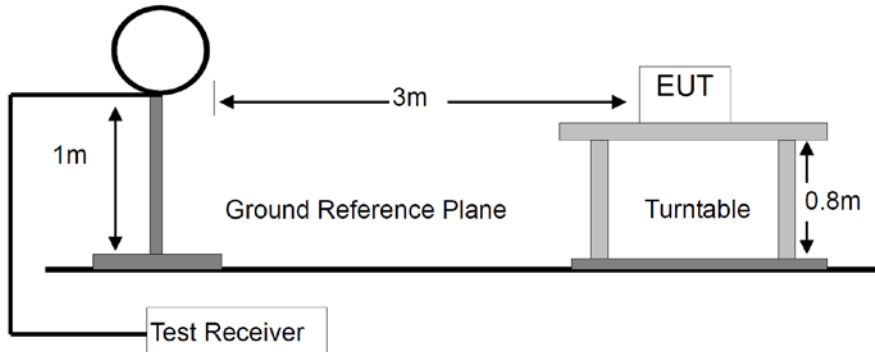 EUT
3m
1m
Ground Reference Plane
Turntable
0.8m
Test Receiver